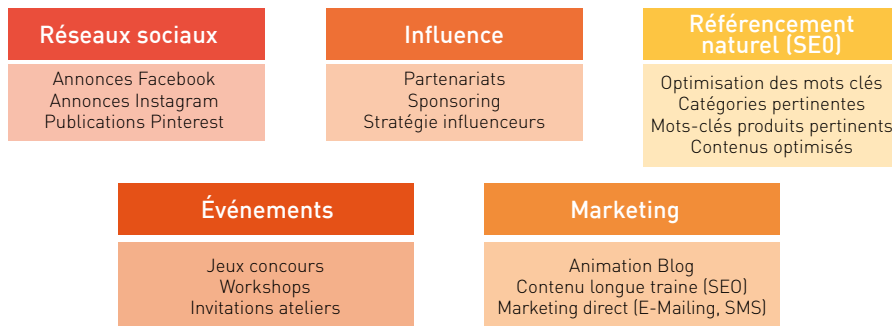 Réseaux sociaux
Annonces Facebook
Annonces Instagram
Publications Pinterest
Influence
Partenariats
Sponsoring
Stratégie influenceurs
Référencement
naturel (SE0)
Optimisation des mots clés
Catégories pertinentes
Mots-clés produits pertinents
Contenus optimisés
Événements
Jeux concours
Workshops
Invitations ateliers
Marketing
Animation Blog
Contenu longue traine (SEO)
Marketing direct (E-Mailing, SMS)